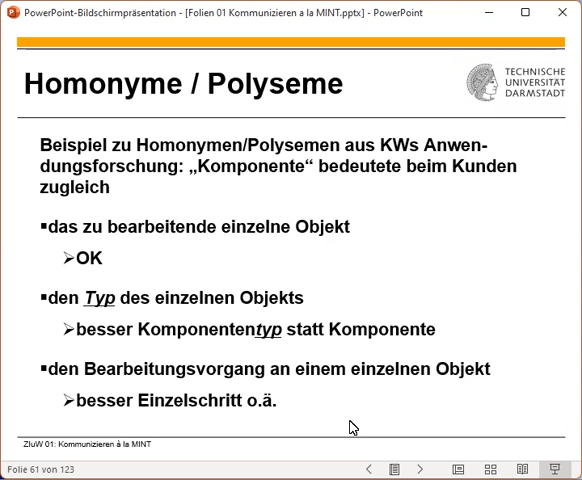 PowerPoint-Bildschirmpräsentation - [Folien 01 Kommunizieren a la MINT.pptx] - PowerPoint
Homonyme / Polyseme
TECHNISCHE
UNIVERSITÄT
DARMSTADT
Beispiel zu Homonymen/Polysemen aus KWs Anwen-
dungsforschung: „Komponente“ bedeutete beim Kunden
zugleich
▪das zu bearbeitende einzelne Objekt
➢OK
▪den Typ des einzelnen Objekts
➢besser Komponententyp statt Komponente
▪den Bearbeitungsvorgang an einem einzelnen Objekt
➢besser Einzelschritt o.ä.
ZIuW 01: Kommunizieren à la MINT
Folie 61 von 123